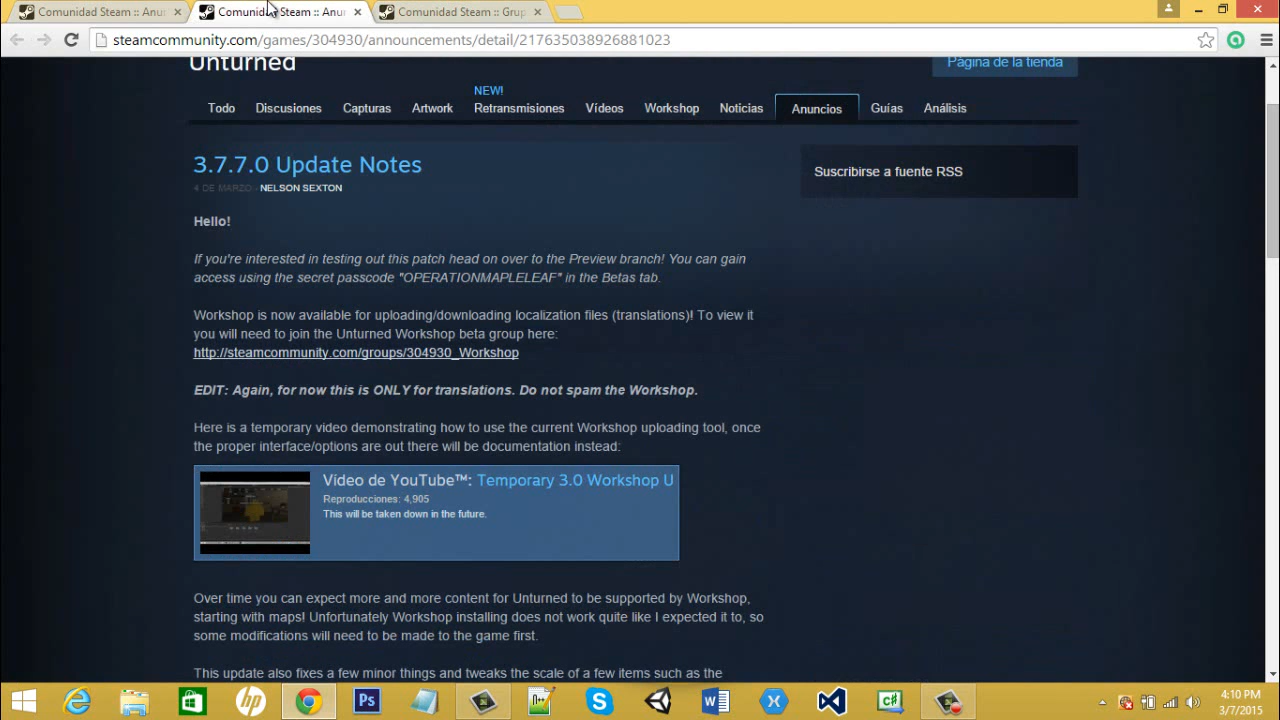 Comunidad Steam :: Anun
Comunidad Steam :: Anun
Comunidad Steam :: Grup
steamcommunity.com/games/304930/announcements/detail/217635038926881023
Unturned
Página de la tienda
NEW!
Todo Discusiones Capturas Artwork Retransmisiones Vídeos Workshop Noticias Anuncios Guías Análisis
3.7.7.0 Update Notes
4 DE MARZO - NELSON SEXTON
Suscribirse a fuente RSS
Hello!
If you're interested in testing out this patch head on over to the Preview branch! You can gain
access using the secret passcode "OPERATIONMAPLELEAF" in the Betas tab.
Workshop is now available for uploading/downloading localization files (translations)! To view it
you will need to join the Unturned Workshop beta group here:
http://steamcommunity.com/groups/304930_Workshop
EDIT: Again, for now this is ONLY for translations. Do not spam the Workshop.
Here is a temporary video demonstrating how to use the current Workshop uploading tool, once
the proper interface/options are out there will be documentation instead:
Vídeo de YouTube™: Temporary 3.0 Workshop U
Reproducciones: 4,905
This will be taken down in the future.
Over time you can expect more and more content for Unturned to be supported by Workshop,
starting with maps! Unfortunately Workshop installing does not work quite like I expected it to, so
some modifications will need to be made to the game first.
This update also fixes a few minor things and tweaks the scale of a few items such as the
4:10 PM
3/7/2015